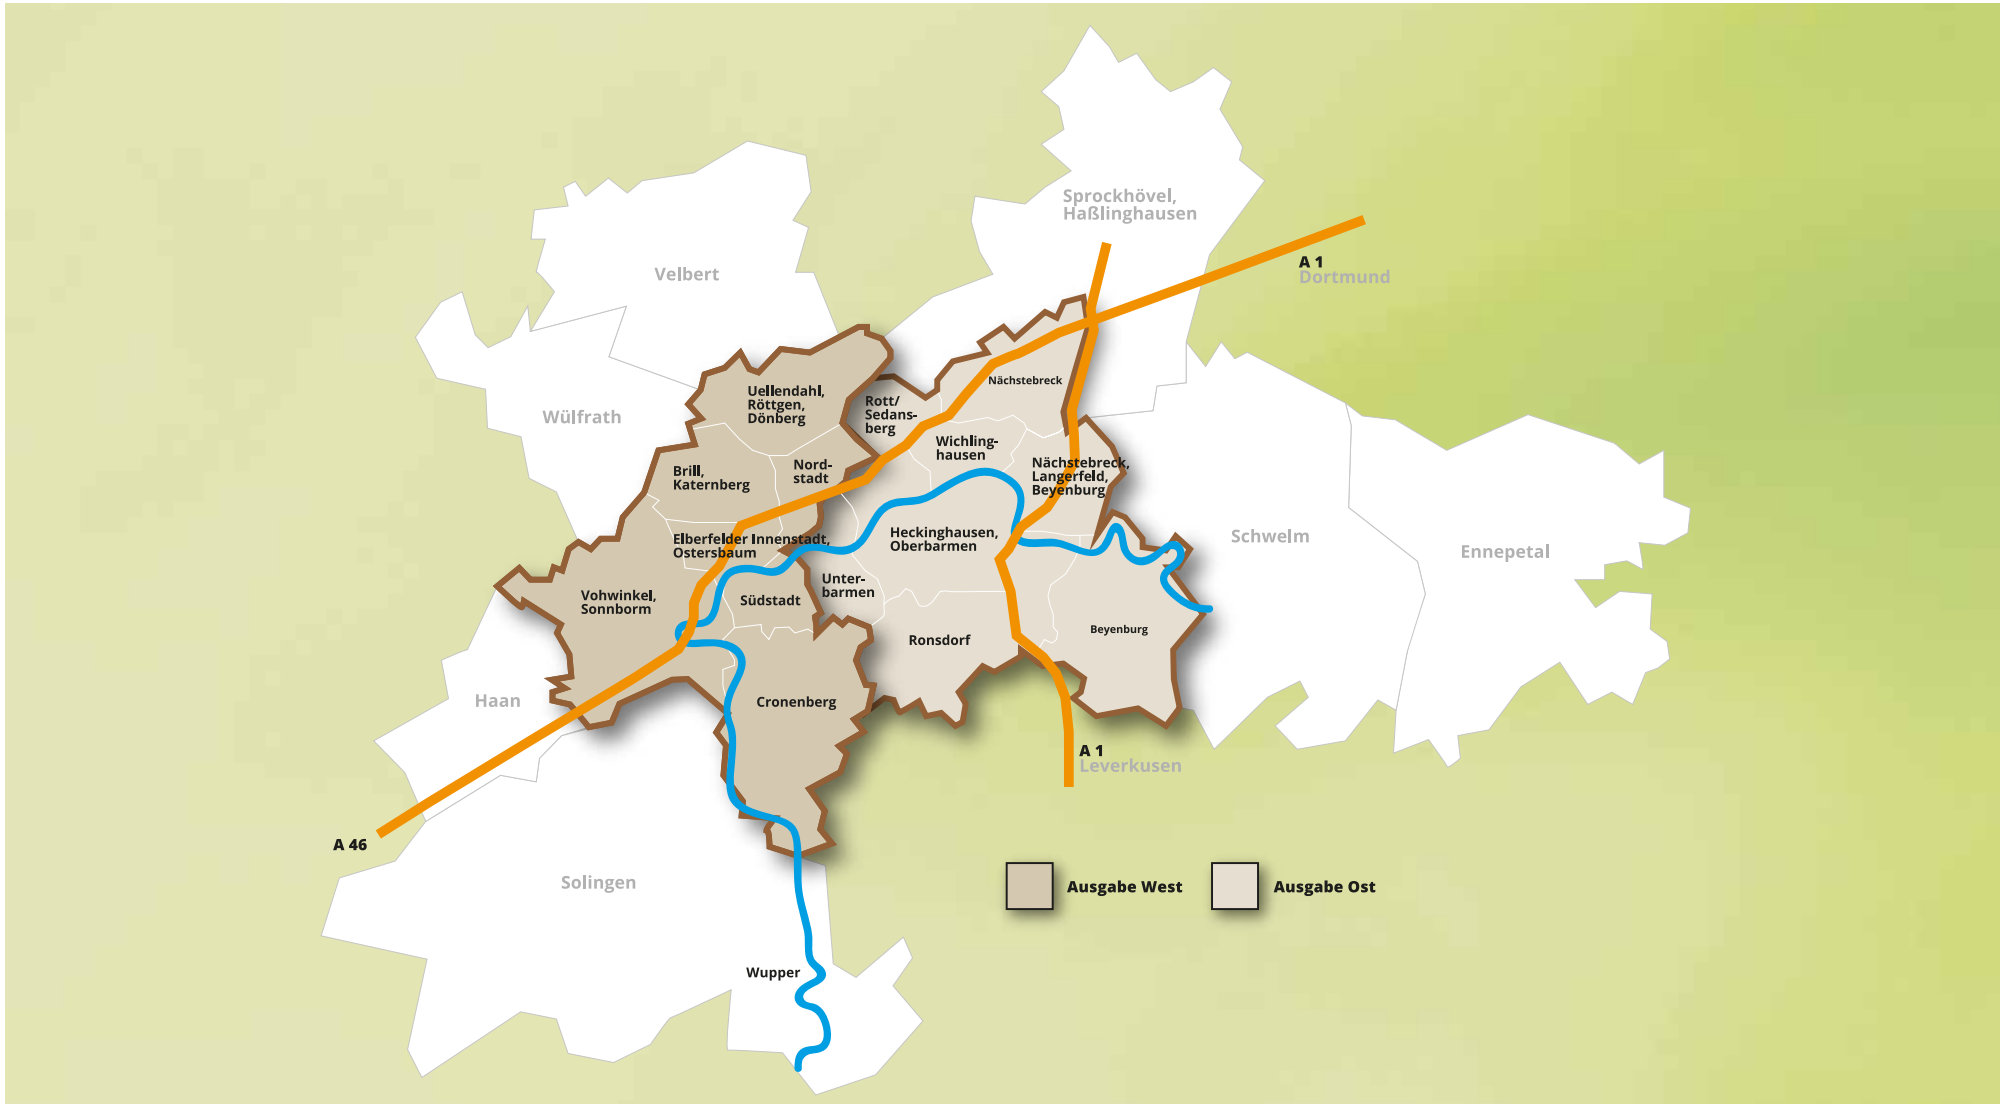 Sprockhövel,
Haßlinghausen
A 1
Dortmund
Velbert
Wülfrath
Uellendahl,
Röttgen,
Dönberg
Rott/
Sedans-
berg
Nächstebreck
Wichling-
hausen
Brill,
Katernberg
Nord-
stadt
Nächstebreck,
Langerfeld,
Beyenburg
Elberfelder Innenstadt,
Ostersbaum
Heckinghausen,
Oberbarmen
Schwelm
Ennepetal
Vohwinkel,
Sonnborm
Südstadt
Unter-
barmen
Ronsdorf
Beyenburg
Haan
Cronenberg
A 1
Leverkusen
A 46
Solingen
Ausgabe West
Ausgabe Ost
Wupper